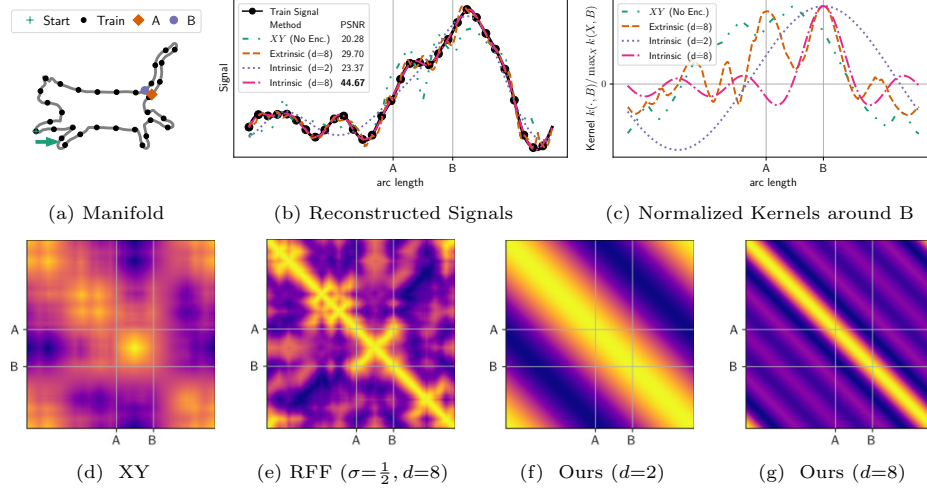 Start
Train
A
B
(a) Manifold
Signal
Train Signal
Method PSNR
XY (No Enc.) 20.28
Extrinsic (d=8) 29.70
Intrinsic (d=2) 23.37
Intrinsic (d=8) 44.67
A B
arc length
(b) Reconstructed Signals
Kernel k(·, B)/ max_X k(X, B)
XY (No Enc.)
Extrinsic (d=8)
Intrinsic (d=2)
Intrinsic (d=8)
0
A B
arc length
(c) Normalized Kernels around B
A
B
A B
(d) XY
A
B
A B
(e) RFF (σ=1/2, d=8)
A
B
A B
(f) Ours (d=2)
A
B
A B
(g) Ours (d=8)